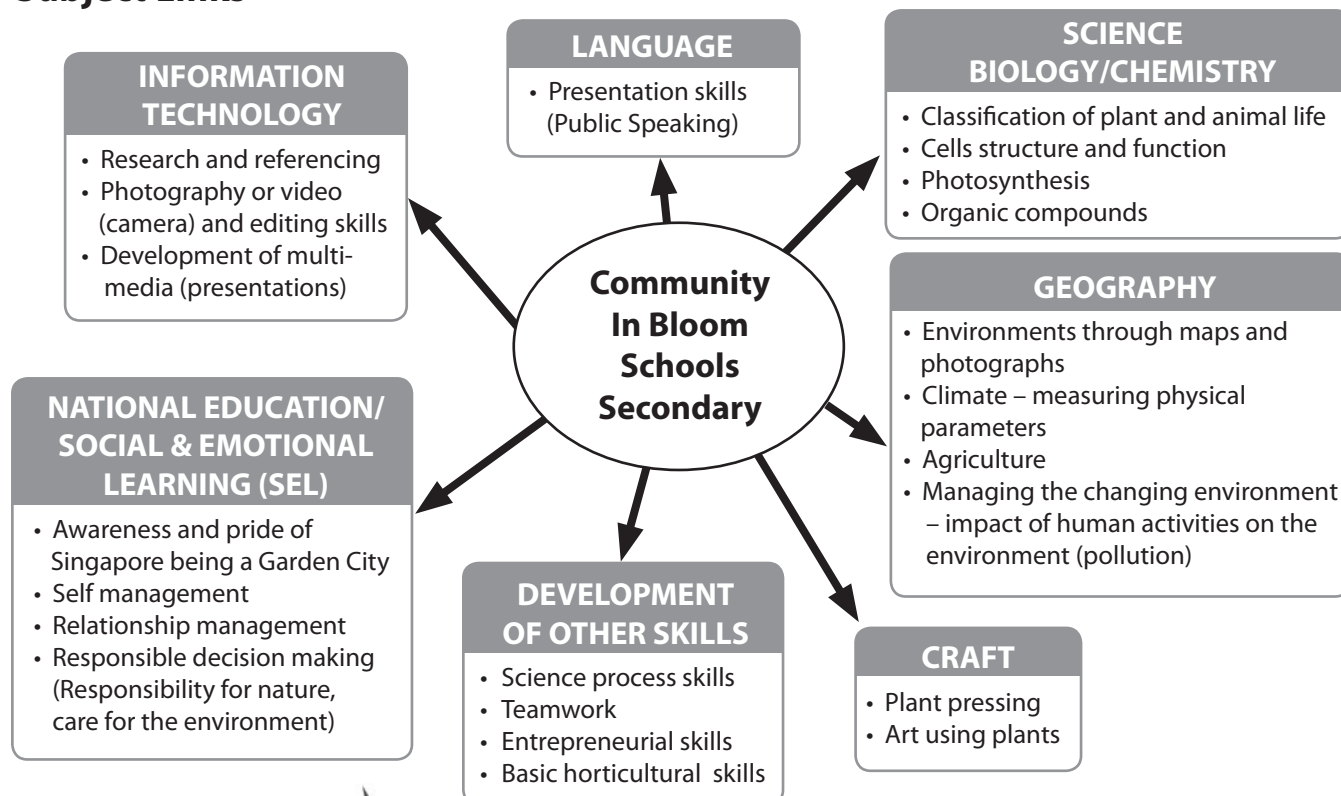 INFORMATION
TECHNOLOGY
• Research and referencing
• Photography or video
(camera) and editing skills
• Development of multi-
media (presentations)
LANGUAGE
• Presentation skills
(Public Speaking)
SCIENCE
BIOLOGY/CHEMISTRY
• Classification of plant and animal life
• Cells structure and function
• Photosynthesis
• Organic compounds
Community
In Bloom
Schools
Secondary
GEOGRAPHY
• Environments through maps and
photographs
• Climate – measuring physical
parameters
• Agriculture
• Managing the changing environment
– impact of human activities on the
environment (pollution)
NATIONAL EDUCATION/
SOCIAL & EMOTIONAL
LEARNING (SEL)
• Awareness and pride of
Singapore being a Garden City
• Self management
• Relationship management
• Responsible decision making
(Responsibility for nature,
care for the environment)
DEVELOPMENT
OF OTHER SKILLS
• Science process skills
• Teamwork
• Entrepreneurial skills
• Basic horticultural skills
CRAFT
• Plant pressing
• Art using plants